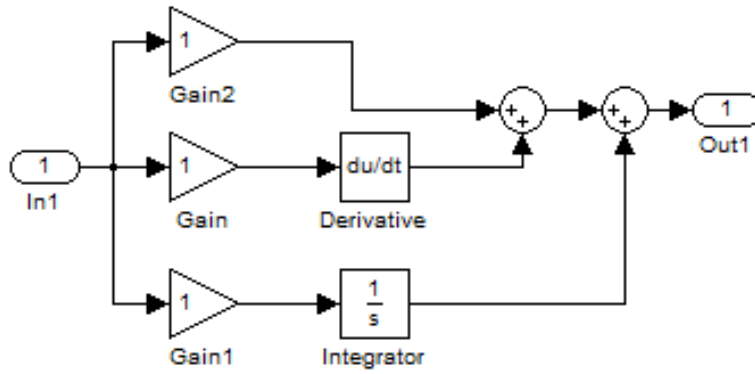 1
Gain2
+
+
+
+
1
Out1
1
In1
1
Gain
du/dt
Derivative
1
Gain1
1
s
Integrator